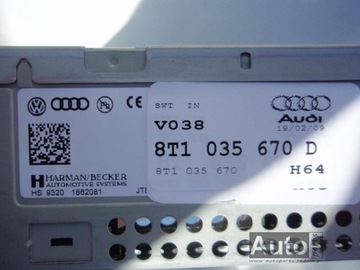 SWT IN
V038
Audi
19/02/09
8T1 035 670 D
8T1 035 670 H64
HARMAN/BECKER
AUTOMOTIVE SYSTEMS
HS 9320 1862081
Auto